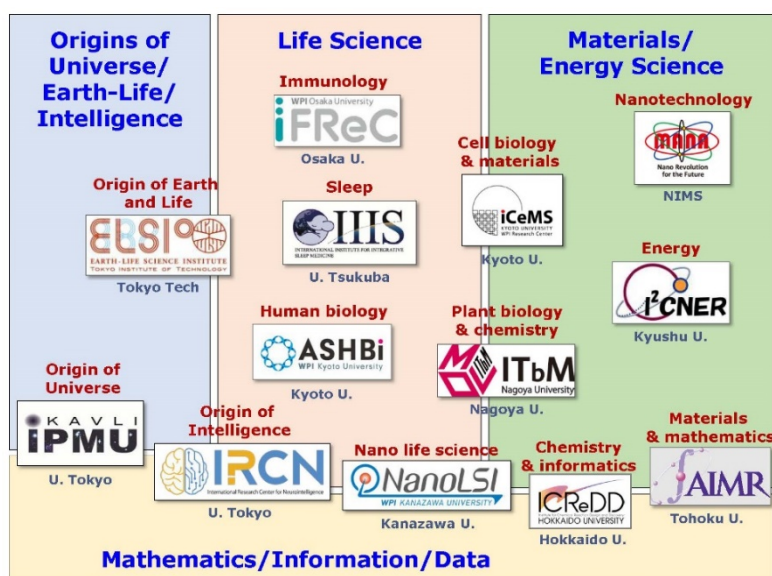 Origins of
Universe/
Earth-Life/
Intelligence
Life Science
Materials/
Energy Science
Immunology
WPI Osaka University
iFReC
Osaka U.
Nanotechnology
MANA
Nano Revolution
for the Future
NIMS
Cell biology
& materials
iCeMS
KYOTO UNIVERSITY
WPI Research Center
Kyoto U.
Origin of Earth
and Life
ELSI
EARTH-LIFE SCIENCE INSTITUTE
TOKYO INSTITUTE OF TECHNOLOGY
Tokyo Tech
Sleep
IIIS
INTERNATIONAL INSTITUTE FOR INTEGRATIVE
SLEEP MEDICINE
U. Tsukuba
Energy
I²CNER
Kyushu U.
Human biology
ASHBi
WPI Kyoto University
Kyoto U.
Plant biology
& chemistry
ITbM
ITbM
Nagoya University
Nagoya U.
Origin of
Universe
KAVLI
IPMU
U. Tokyo
Origin of
Intelligence
IRCN
International Research Center for Neurointelligence
U. Tokyo
Nano life science
NanoLSI
WPI KANAZAWA UNIVERSITY
Kanazawa U.
Chemistry
& informatics
ICReDD
HOKKAIDO UNIVERSITY
Hokkaido U.
Materials
& mathematics
AIMR
Tohoku U.
Mathematics/Information/Data